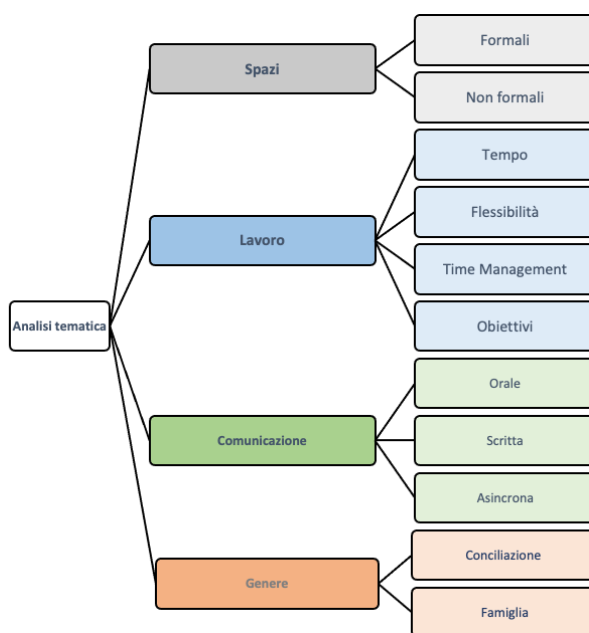 Analisi tematica
Spazi
Formali
Non formali
Lavoro
Tempo
Flessibilità
Time Management
Obiettivi
Comunicazione
Orale
Scritta
Asincrona
Genere
Conciliazione
Famiglia